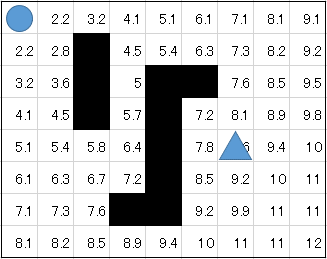 2.2 3.2 4.1 5.1 6.1 7.1 8.1 9.1
2.2 2.8 4.5 5.4 6.3 7.3 8.2 9.2
3.2 3.6 5 7.6 8.5 9.5
4.1 4.5 5.7 7.2 8.1 8.9 9.8
5.1 5.4 5.8 6.4 7.8 9.4 10
6.1 6.3 6.7 7.2 8.5 9.2 10 11
7.1 7.3 7.6 9.2 9.9 11 11
8.1 8.2 8.5 8.9 9.4 10 11 11 12